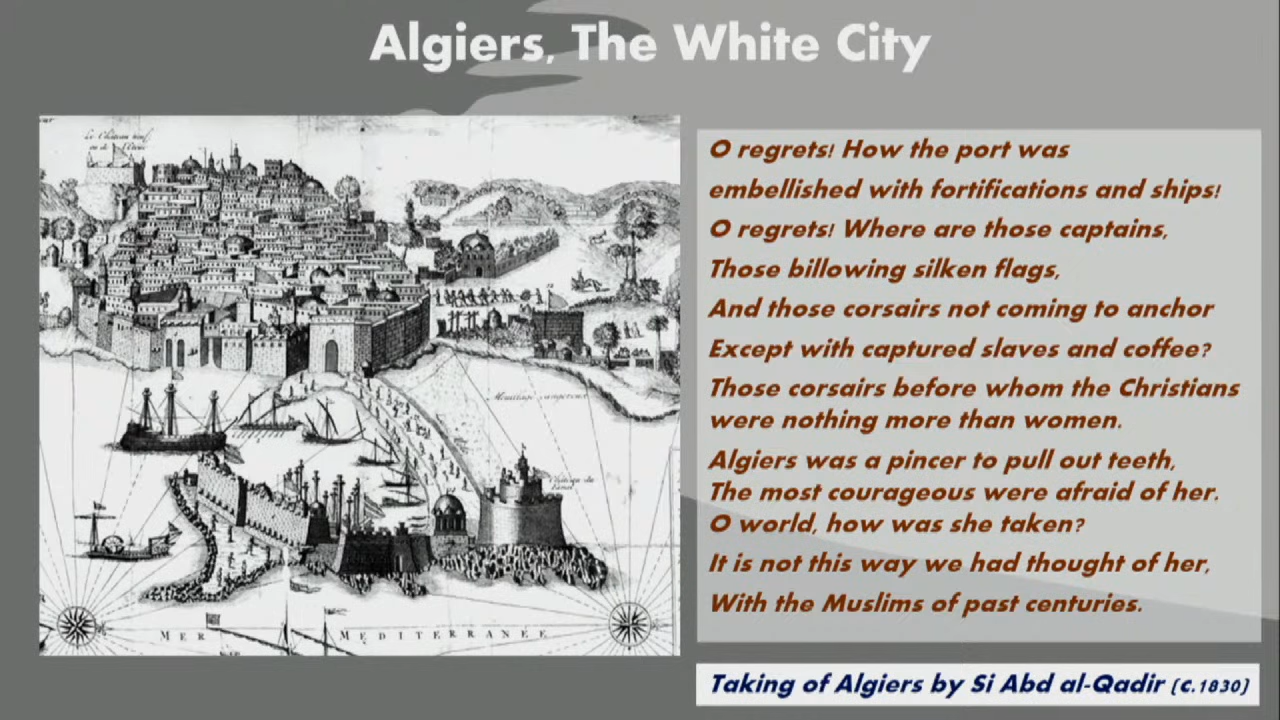 Algiers, The White City
O regrets! How the port was
embellished with fortifications and ships!
O regrets! Where are those captains,
Those billowing silken flags,
And those corsairs not coming to anchor
Except with captured slaves and coffee?
Those corsairs before whom the Christians
were nothing more than women.
Algiers was a pincer to pull out teeth,
The most courageous were afraid of her.
O world, how was she taken?
It is not this way we had thought of her,
With the Muslims of past centuries.
Taking of Algiers by Si Abd al-Qadir (c.1830)
MER MEDITERRANÉE